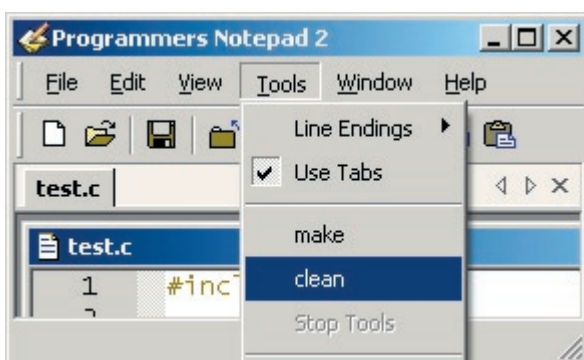 Programmers Notepad 2
File Edit View Tools Window Help
Line Endings
Use Tabs
test.c
make
test.c
clean
1 #incl
Stop Tools